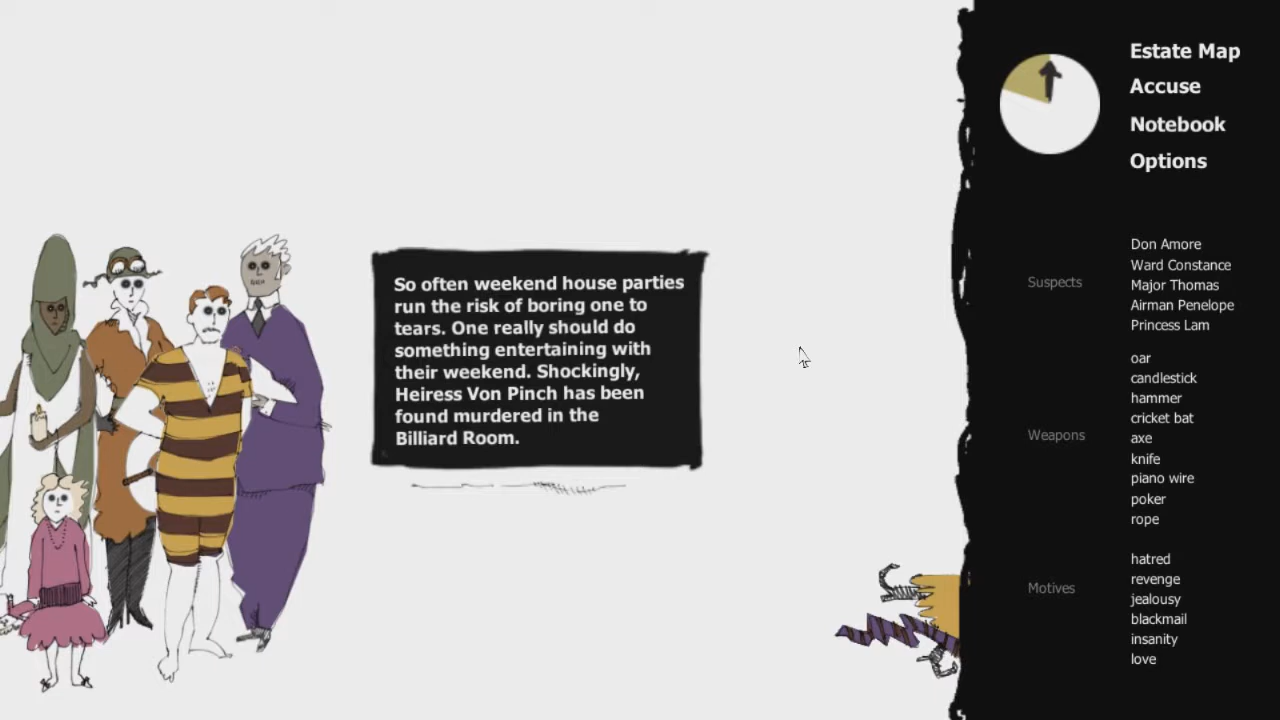 So often weekend house parties
run the risk of boring one to
tears. One really should do
something entertaining with
their weekend. Shockingly,
Heiress Von Pinch has been
found murdered in the
Billiard Room.
Estate Map
Accuse
Notebook
Options
Suspects
Don Amore
Ward Constance
Major Thomas
Airman Penelope
Princess Lam
Weapons
oar
candlestick
hammer
cricket bat
axe
knife
piano wire
poker
rope
Motives
hatred
revenge
jealousy
blackmail
insanity
love